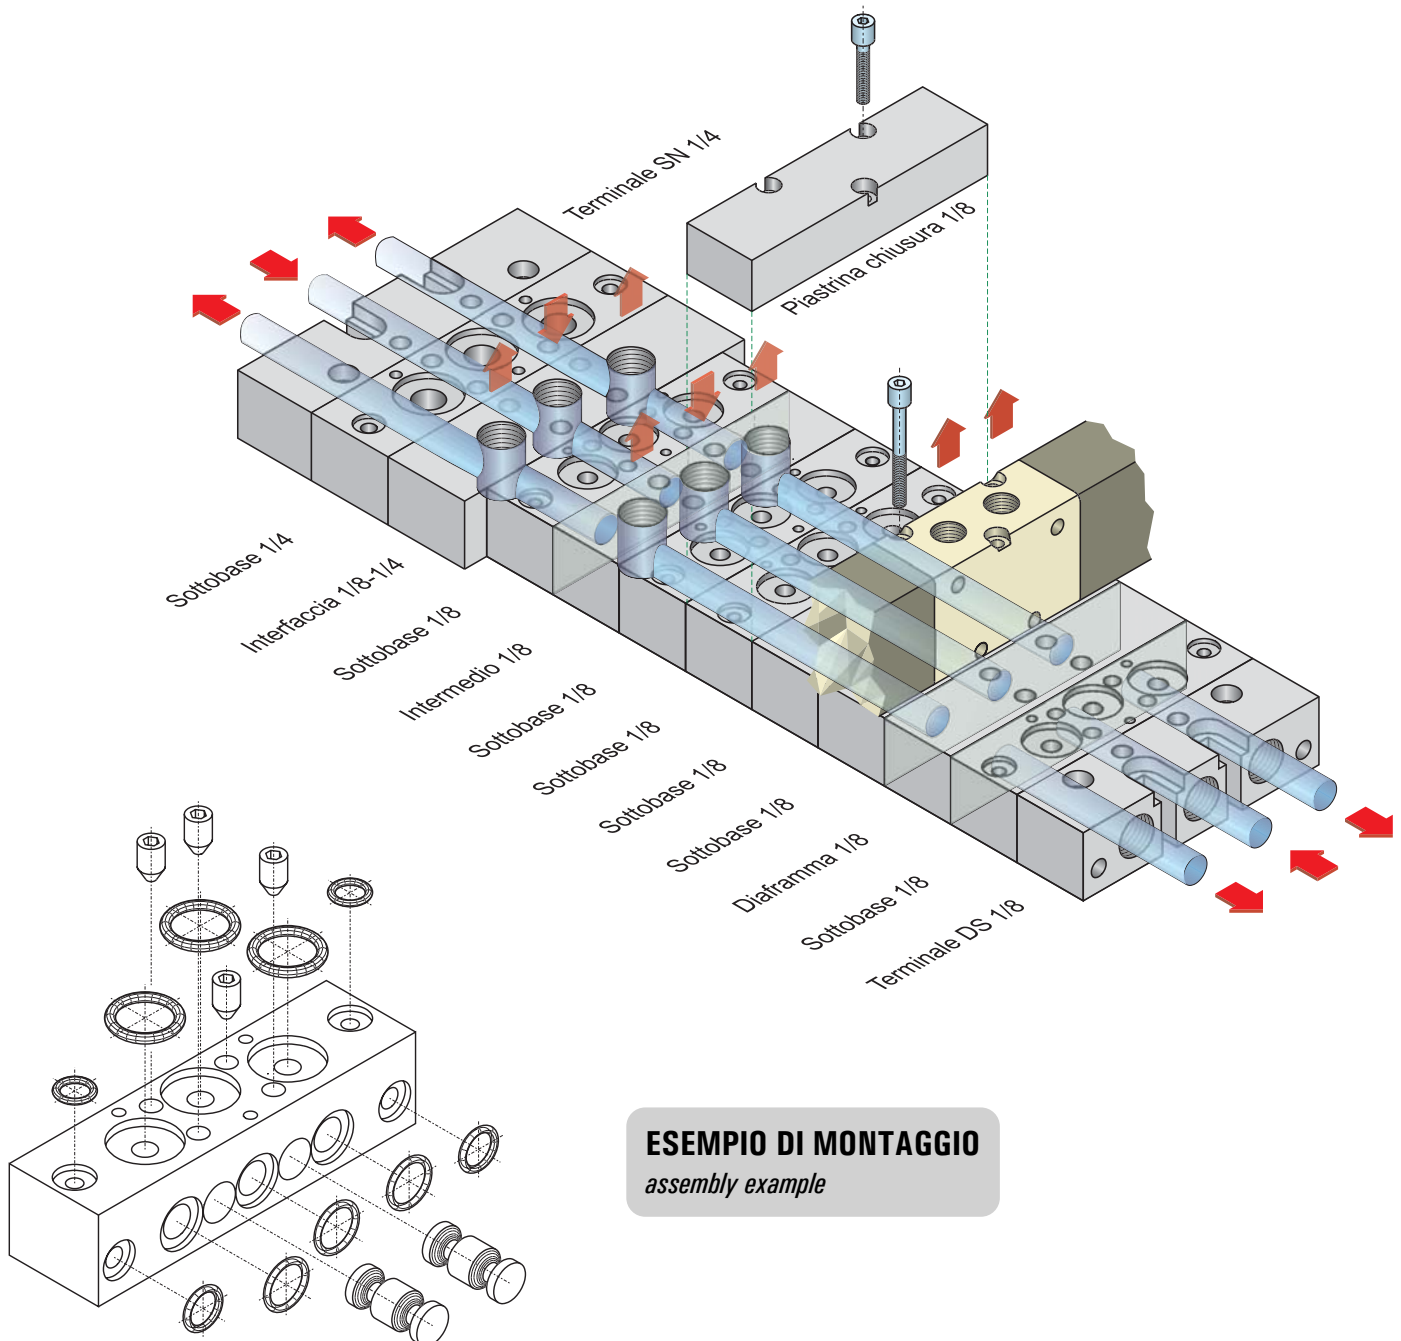 Terminale SN 1/4
Piastrina chiusura 1/8
Sottobase 1/4
Interfaccia 1/8-1/4
Sottobase 1/8
Intermedio 1/8
Sottobase 1/8
Sottobase 1/8
Sottobase 1/8
Sottobase 1/8
Diaframma 1/8
Sottobase 1/8
Terminale DS 1/8
ESEMPIO DI MONTAGGIO
assembly example